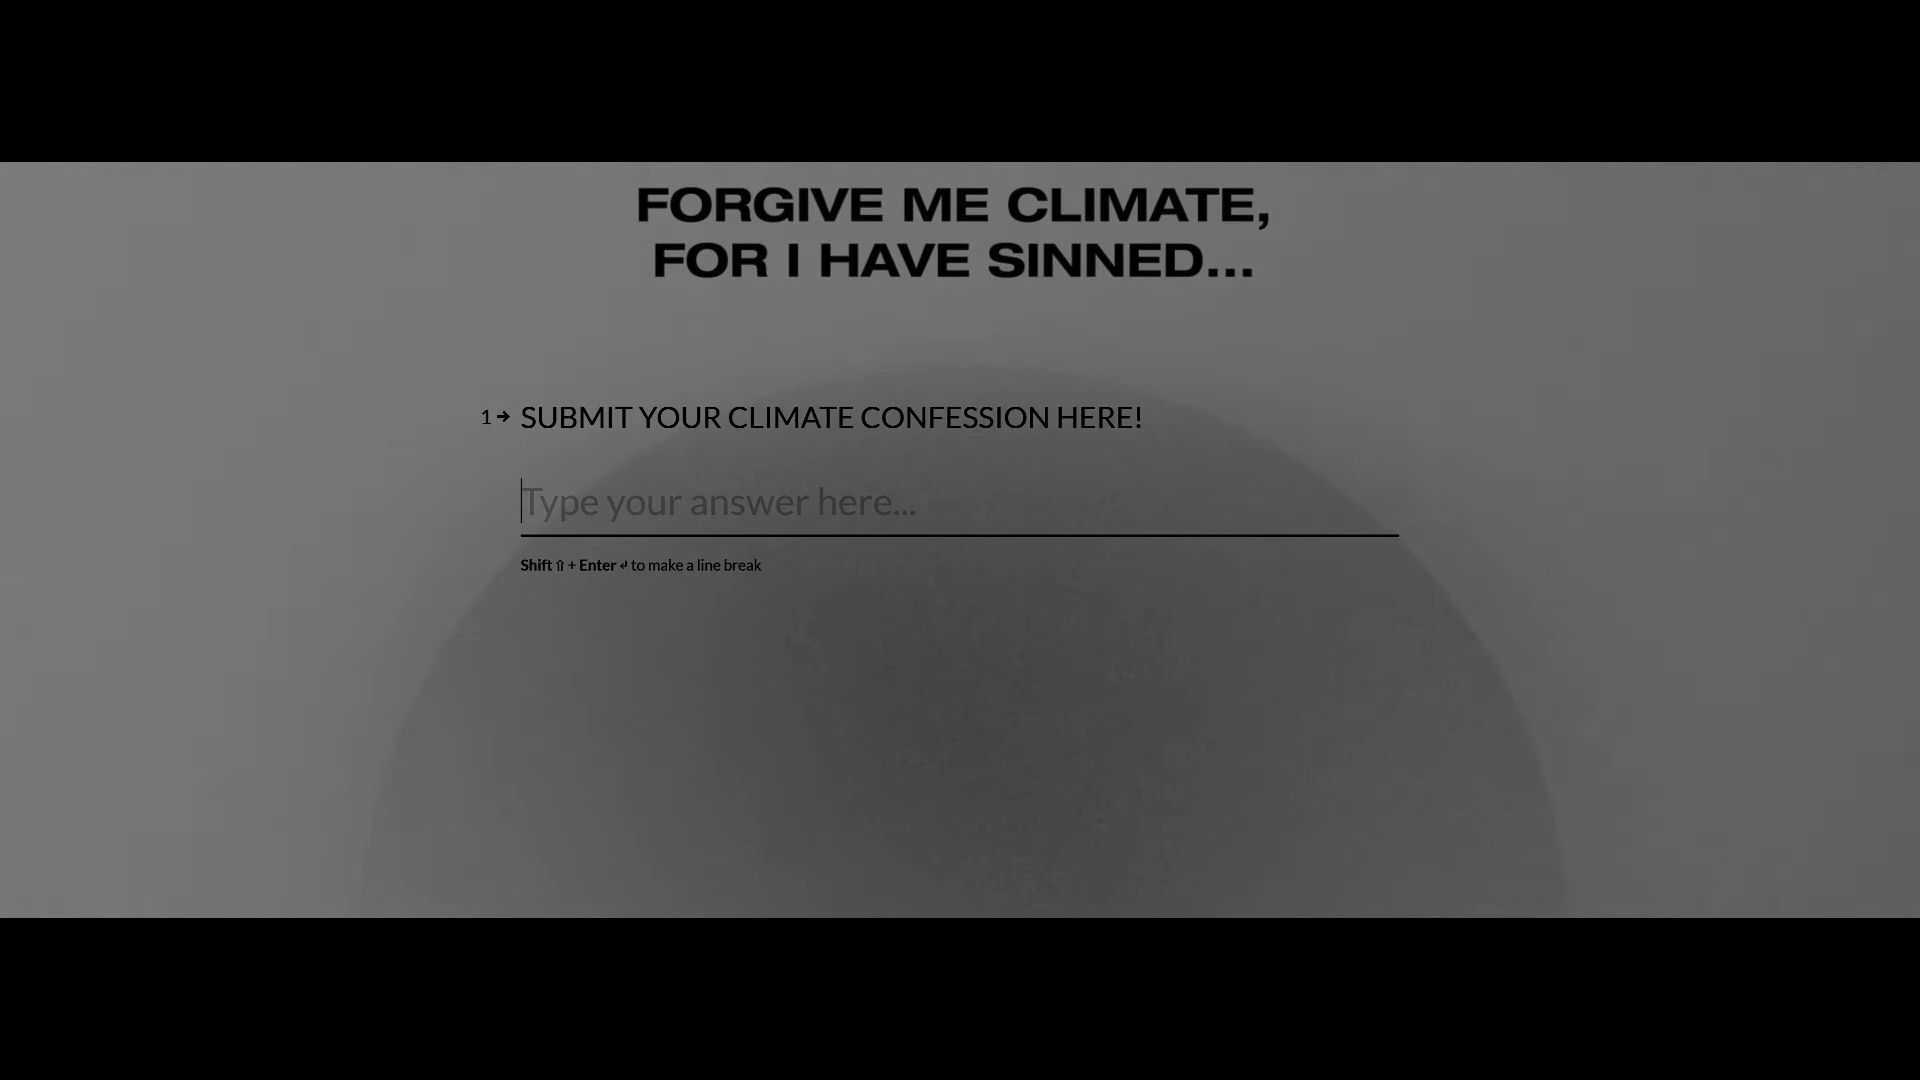 FORGIVE ME CLIMATE,
FOR I HAVE SINNED...
1 → SUBMIT YOUR CLIMATE CONFESSION HERE!
Type your answer here...
Shift ⇧ + Enter ↵ to make a line break